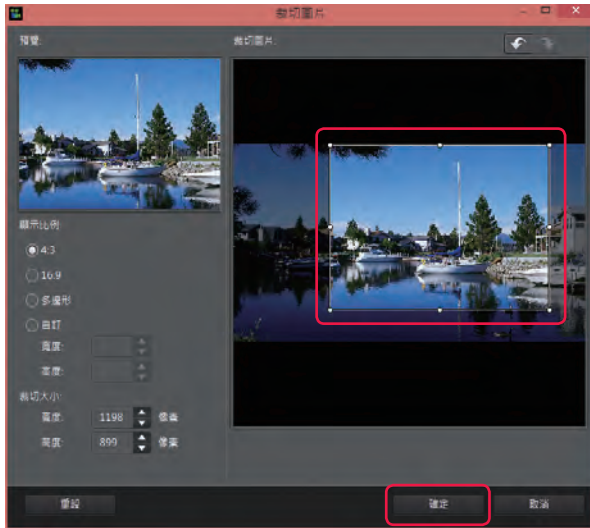 裁切圖片
預覽:
裁切圖片:
顯示比例
4:3
16:9
多邊形
自訂
寬度:
高度:
裁切大小:
寬度: 1198 像素
高度: 899 像素
重設
確定
取消